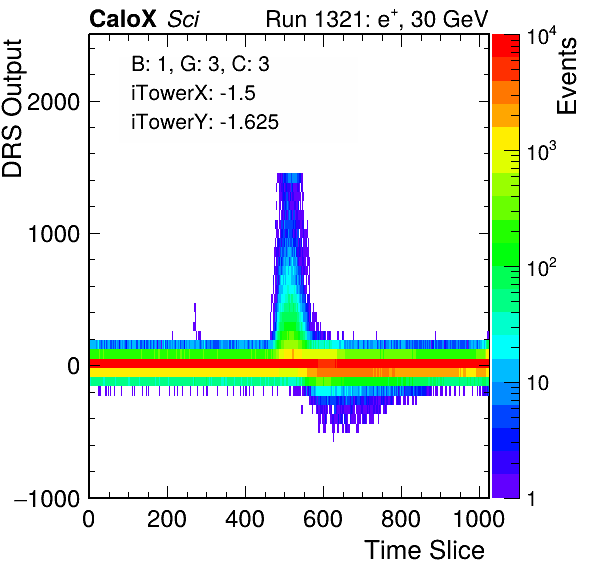 CaloX Sci Run 1321: e⁺, 30 GeV
B: 1, G: 3, C: 3
iTowerX: -1.5
iTowerY: -1.625
DRS Output
2000
1000
0
−1000
0 200 400 600 800 1000
Time Slice
Events
10⁴
10³
10²
10
1